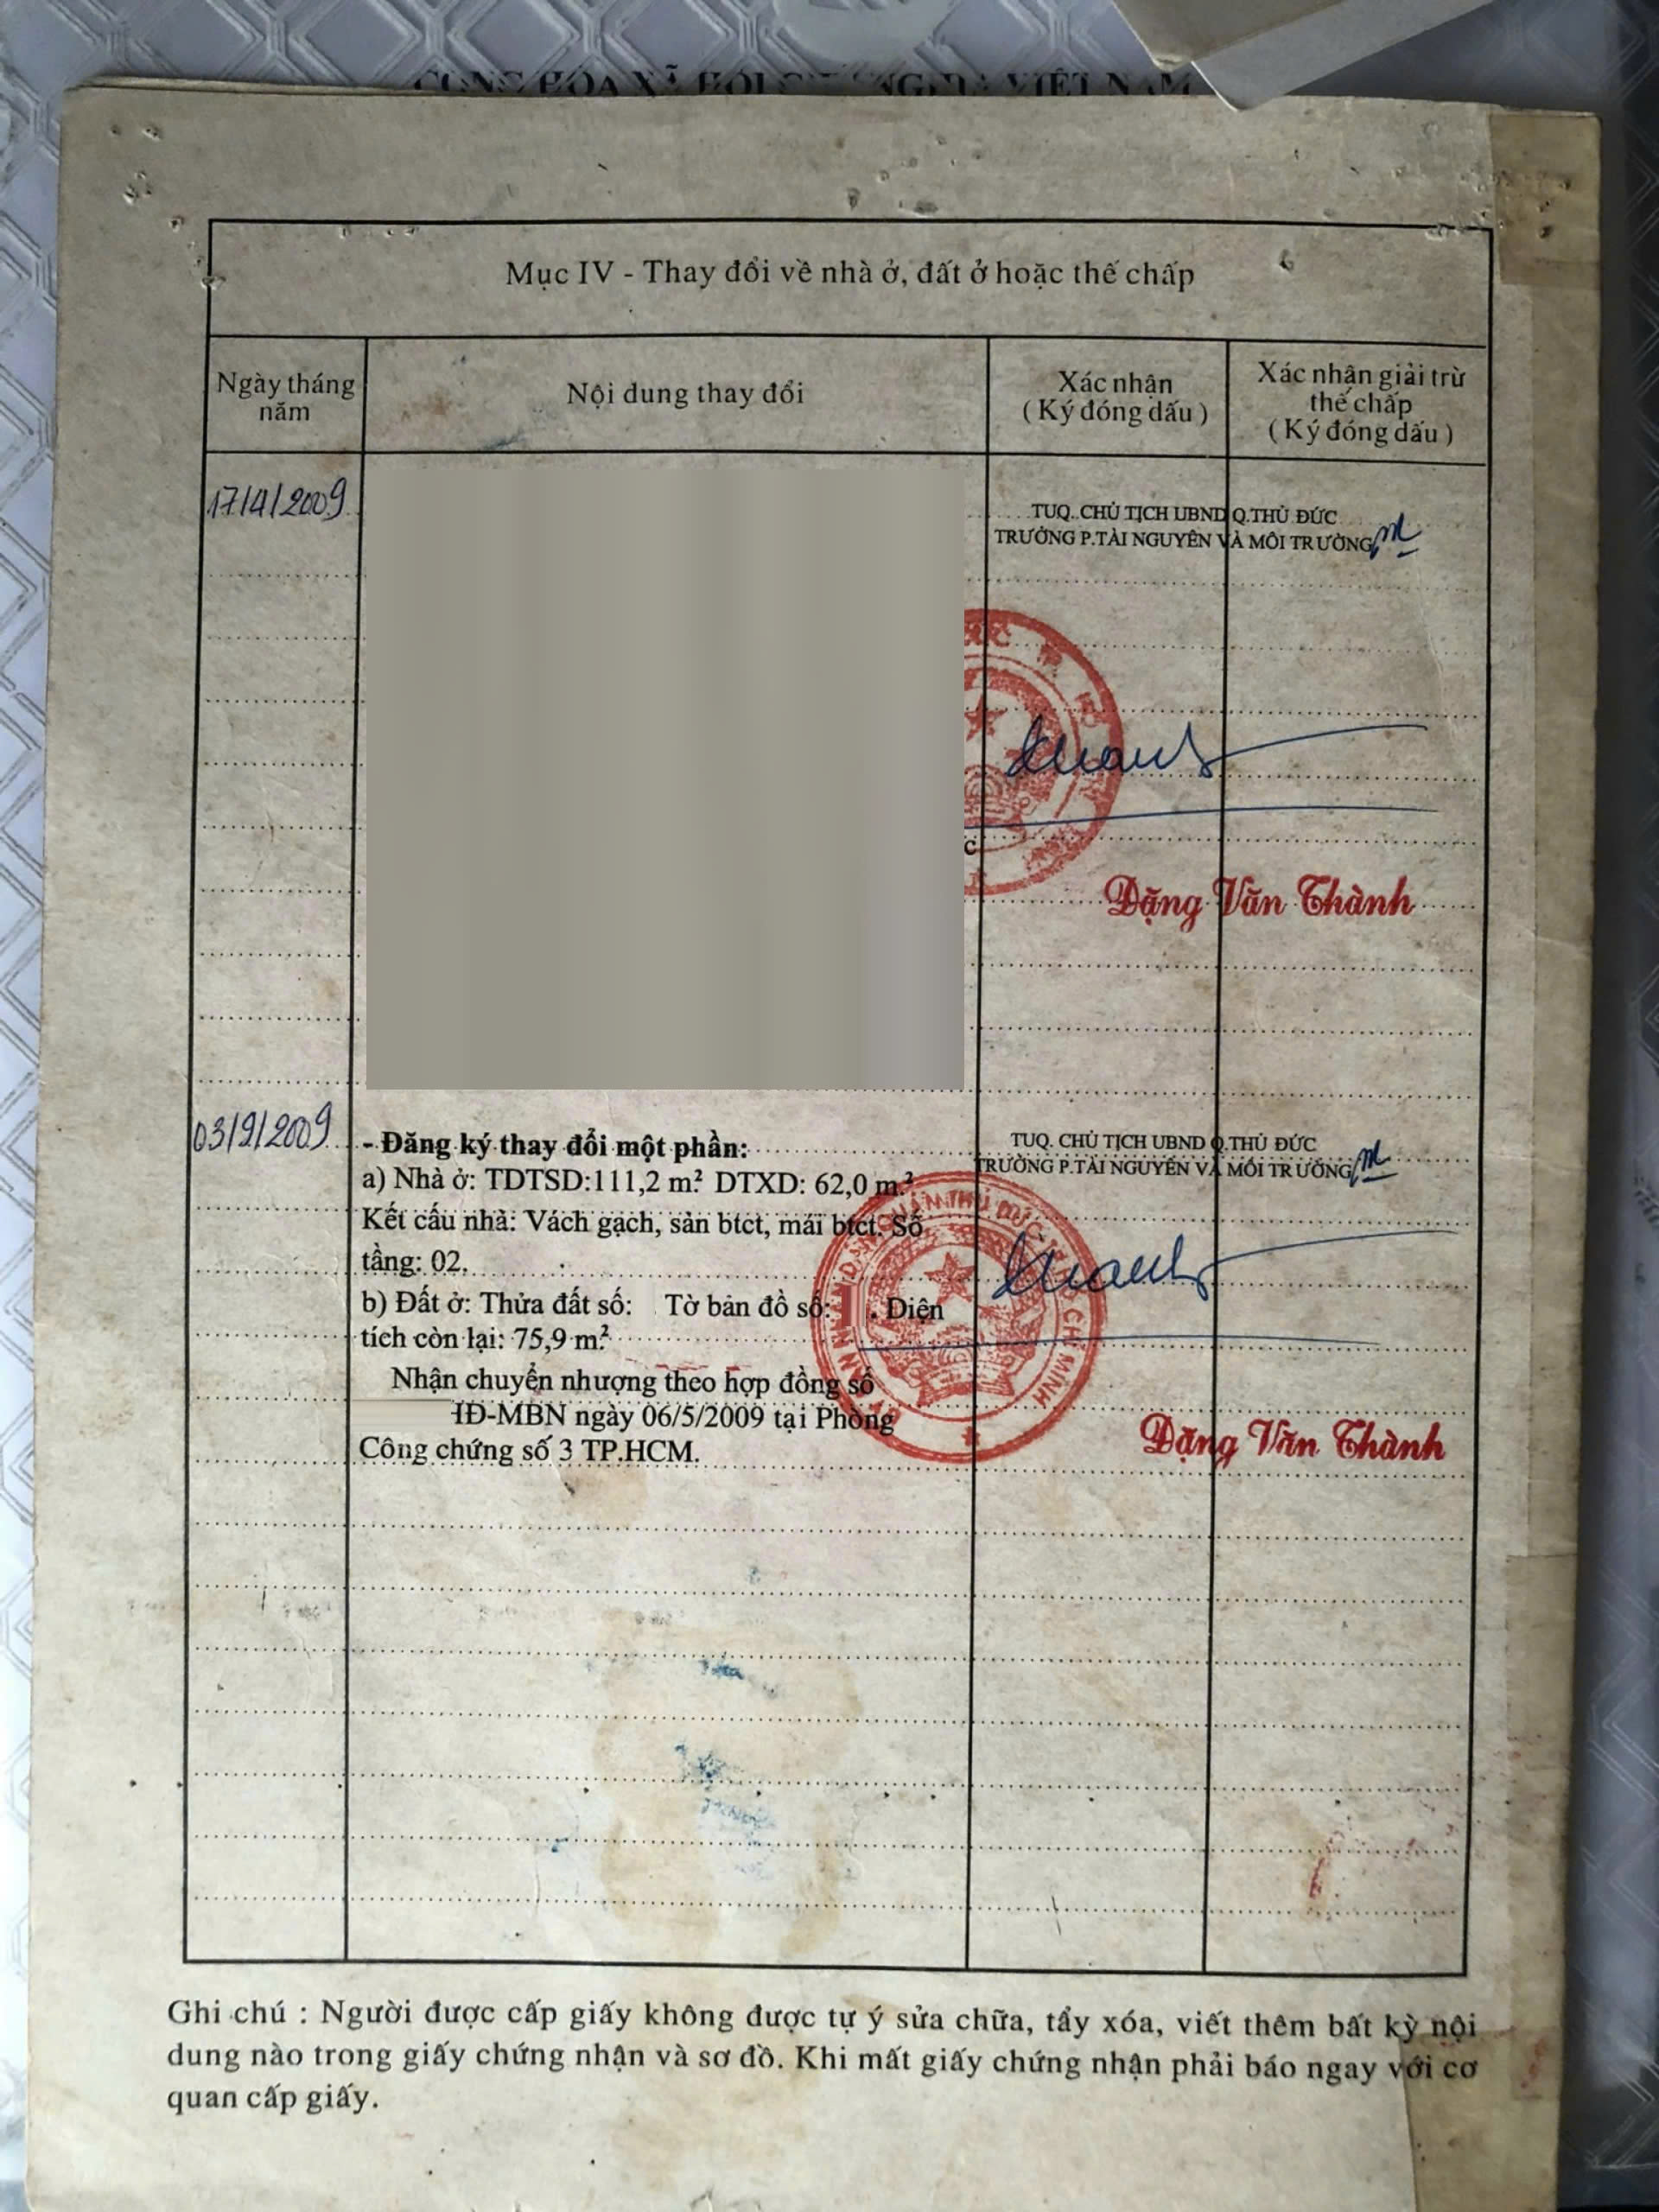 CỘNG HÒA XÃ HỘI CHỦ NGHĨA VIỆT NAM
Mục IV - Thay đổi về nhà ở, đất ở hoặc thế chấp
Ngày tháng
năm
Nội dung thay đổi
Xác nhận
( Ký đóng dấu )
Xác nhận giải trừ
thế chấp
( Ký đóng dấu )
17/4/2009
TUQ. CHỦ TỊCH UBND Q.THỦ ĐỨC
TRƯỞNG P.TÀI NGUYÊN VÀ MÔI TRƯỜNG
Đặng Văn Thành
03/9/2009
- Đăng ký thay đổi một phần:
a) Nhà ở: TDTSD:111,2 m² DTXD: 62,0 m²
Kết cấu nhà: Vách gạch, sàn btct, mái btct. Số
tầng: 02.
b) Đất ở: Thửa đất số: Tờ bản đồ số: . Diện
tích còn lại: 75,9 m²
Nhận chuyển nhượng theo hợp đồng số
HĐ-MBN ngày 06/5/2009 tại Phòng
Công chứng số 3 TP.HCM.
TUQ. CHỦ TỊCH UBND Q.THỦ ĐỨC
TRƯỞNG P.TÀI NGUYÊN VÀ MÔI TRƯỜNG
Đặng Văn Thành
Ghi chú : Người được cấp giấy không được tự ý sửa chữa, tẩy xóa, viết thêm bất kỳ nội
dung nào trong giấy chứng nhận và sơ đồ. Khi mất giấy chứng nhận phải báo ngay với cơ
quan cấp giấy.